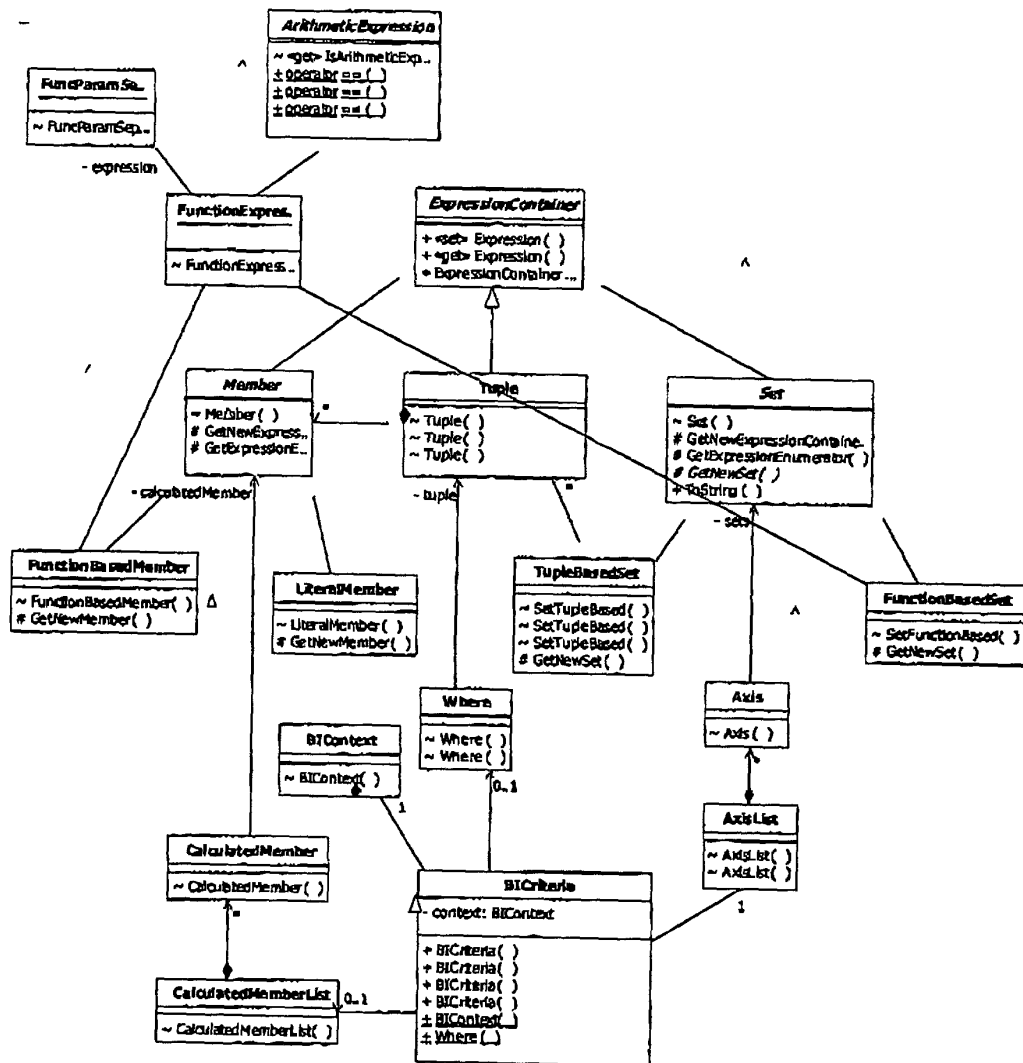 ArithmeticExpression
~ «get» IsArithmeticExp...
+ operator ==( )
+ operator ==( )
+ operator ==( )
FuncParamSe...
~ FuncParamSep...
- expression
FunctionExpres...
~ FunctionExpress...
ExpressionContainer
+ «set» Expression( )
+ «get» Expression( )
ExpressionContainer...
Member
~ Member( )
# GetNewExpress...
# GetExpressionE...
*
Tuple
~ Tuple( )
~ Tuple( )
~ Tuple( )
Set
~ Set( )
# GetNewExpressionContaine...
# GetExpressionEnumerator( )
# GetNewSet( )
+ ToString( )
- calculatedMember
- tuple
*
- sets
FunctionBasedMember
~ FunctionBasedMember( )
# GetNewMember( )
LiteralMember
~ LiteralMember( )
# GetNewMember( )
TupleBasedSet
~ SetTupleBased( )
~ SetTupleBased( )
~ SetTupleBased( )
# GetNewSet( )
FunctionBasedSet
~ SetFunctionBased( )
# GetNewSet( )
Where
~ Where( )
~ Where( )
0..1
Axis
~ Axis( )
*
BIContext
~ BIContext( )
1
AxisList
~ AxisList( )
~ AxisList( )
1
CalculatedMember
~ CalculatedMember( )
*
BICriteria
- context: BIContext
+ BICriteria( )
+ BICriteria( )
+ BICriteria( )
+ BICriteria( )
+ BIContext( )
+ Where( )
CalculatedMemberList
~ CalculatedMemberList( )
0..1